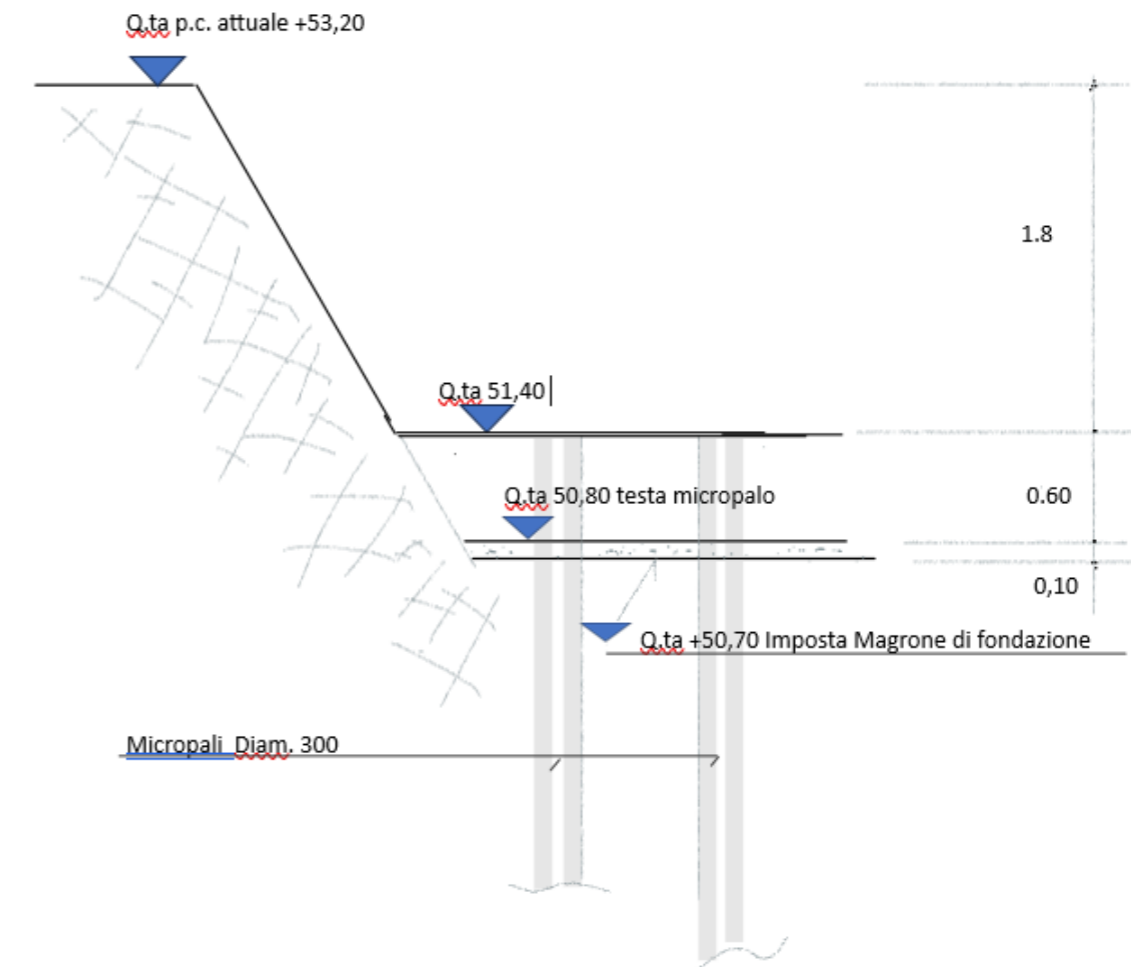 Q.ta p.c. attuale +53,20
1.8
Q.ta 51,40
Q.ta 50,80 testa micropalo
0.60
0,10
Q.ta +50,70 Imposta Magrone di fondazione
Micropali Diam. 300